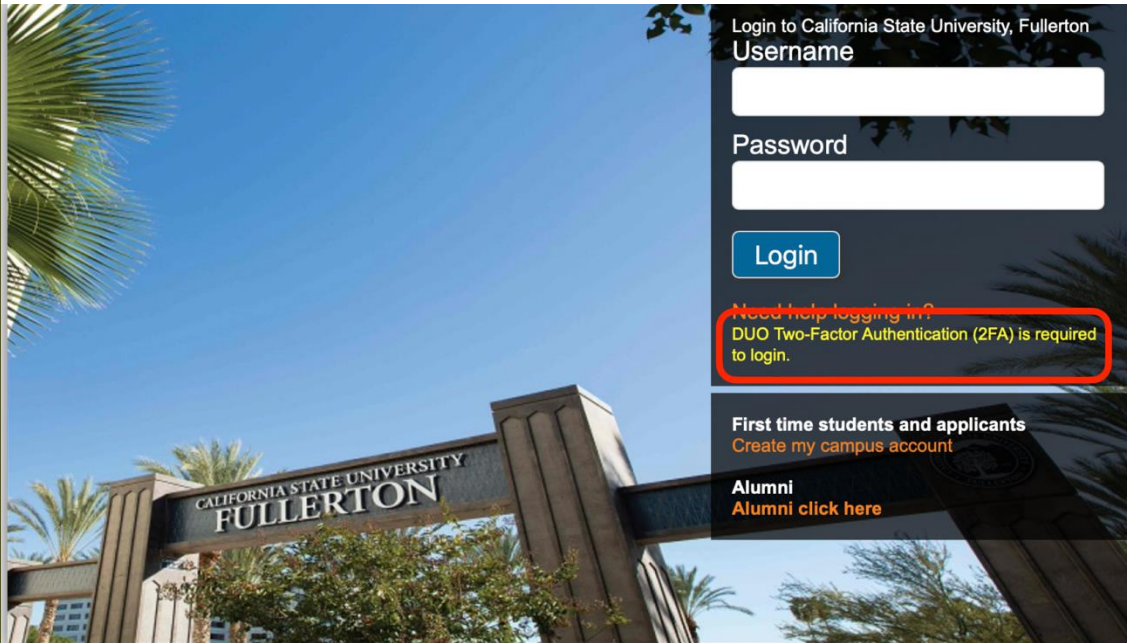 Login to California State University, Fullerton
Username
Password
Login
Need help logging in?
DUO Two-Factor Authentication (2FA) is required
to login.
First time students and applicants
Create my campus account
Alumni
Alumni click here
CALIFORNIA STATE UNIVERSITY
FULLERTON